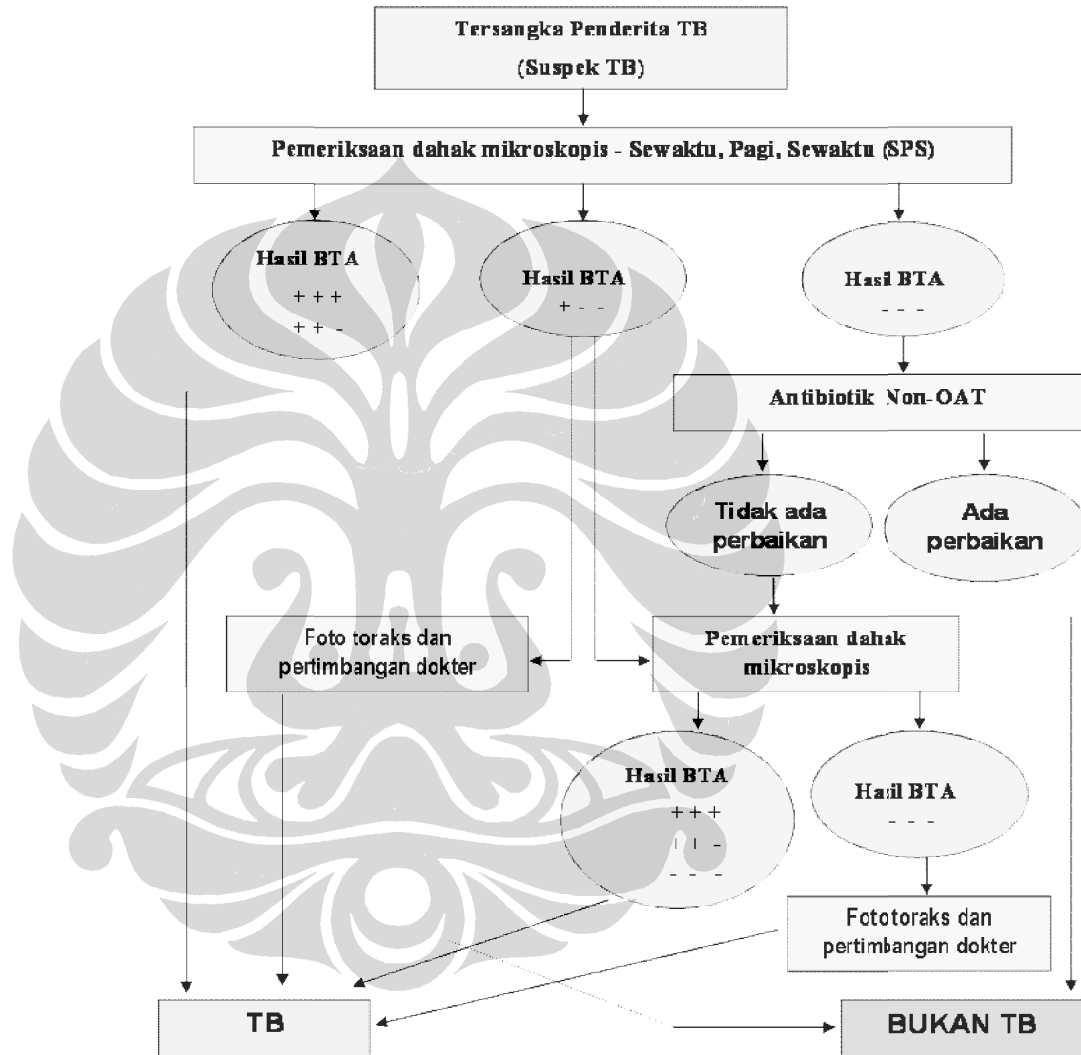 Tersangka Penderita TB
(Suspek TB)
Pemeriksaan dahak mikroskopis - Sewaktu, Pagi, Sewaktu (SPS)
Hasil BTA
+ + +
+ + -
Hasil BTA
+ - -
Hasil BTA
- - -
Antibiotik Non-OAT
Tidak ada
perbaikan
Ada
perbaikan
Foto toraks dan
pertimbangan dokter
Pemeriksaan dahak
mikroskopis
Hasil BTA
+ + +
- - -
Hasil BTA
- - -
Foto toraks dan
pertimbangan dokter
TB
BUKAN TB